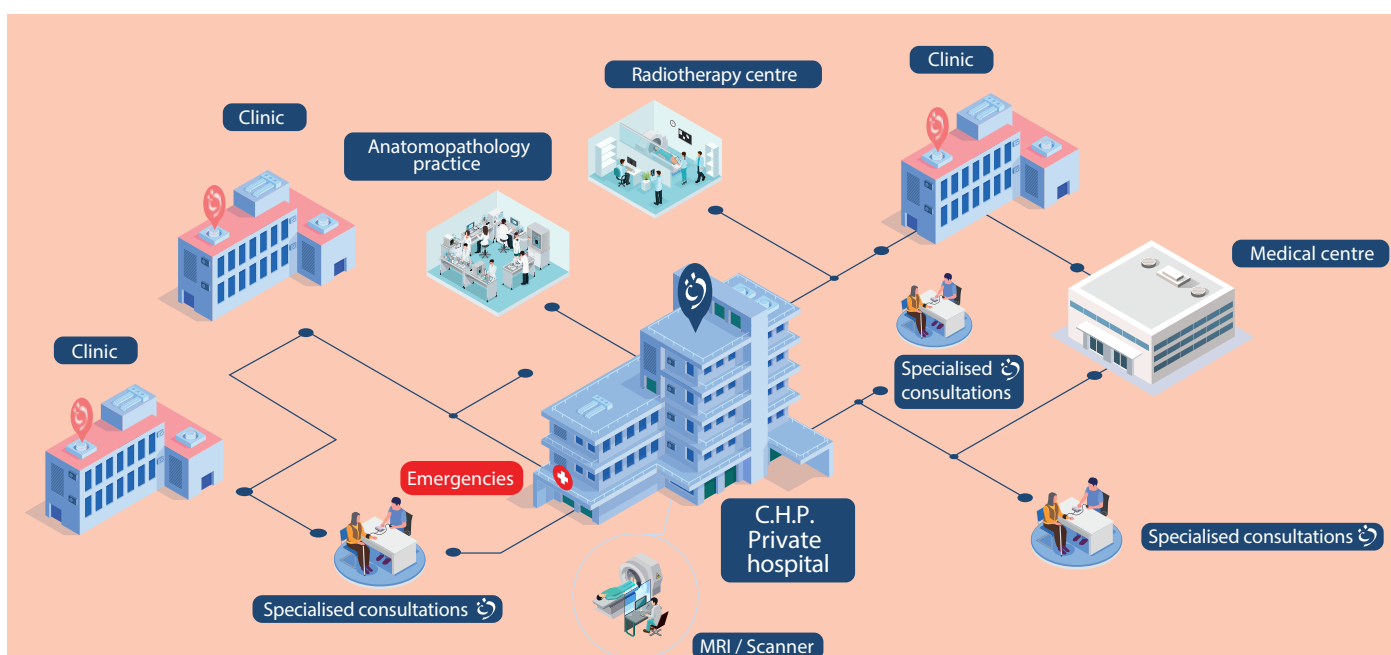 Radiotherapy centre
Clinic
Clinic
Anatomopathology
practice
Medical centre
Clinic
Specialised
consultations
Emergencies
C.H.P.
Private
hospital
Specialised consultations
Specialised consultations
MRI / Scanner